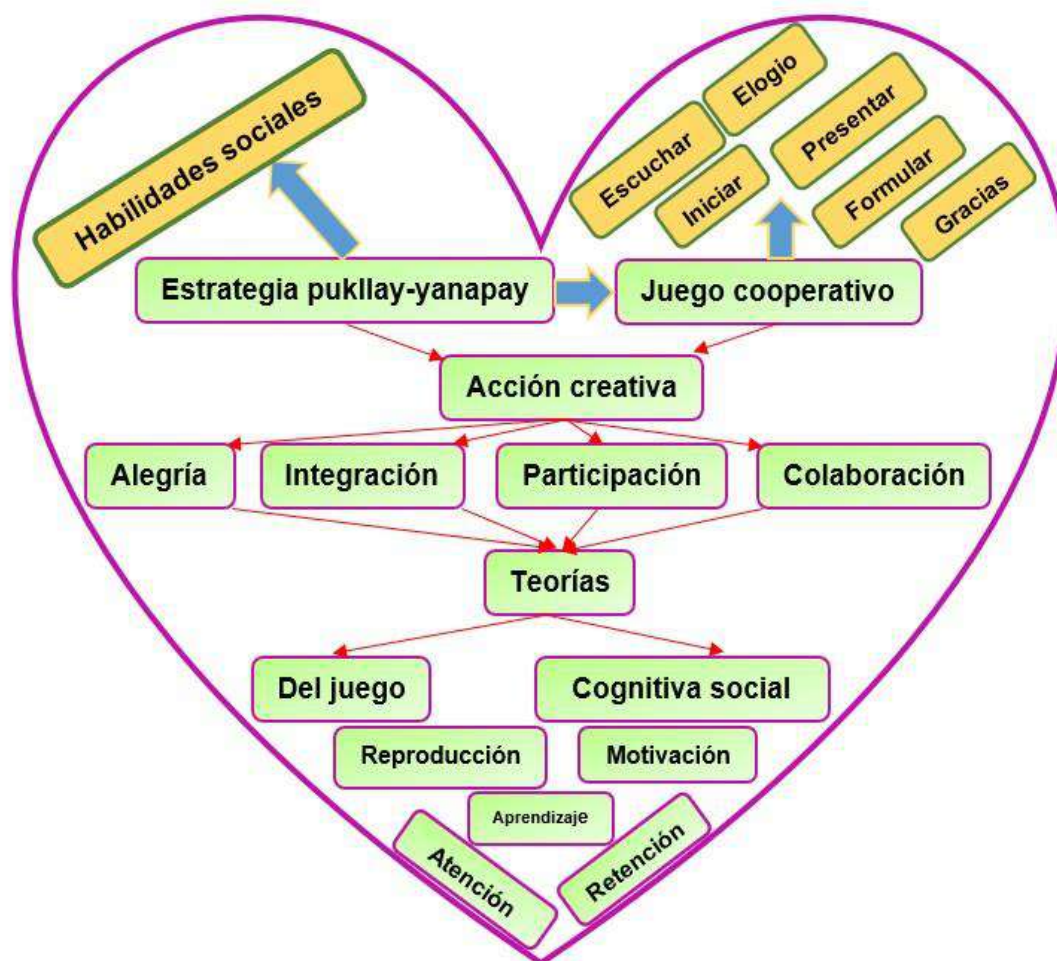 Habilidades sociales
Elogio
Escuchar
Presentar
Iniciar
Formular
Gracias
Estrategia pukllay-yanapay
Juego cooperativo
Acción creativa
Alegría
Integración
Participación
Colaboración
Teorías
Del juego
Cognitiva social
Reproducción
Motivación
Aprendizaje
Atención
Retención